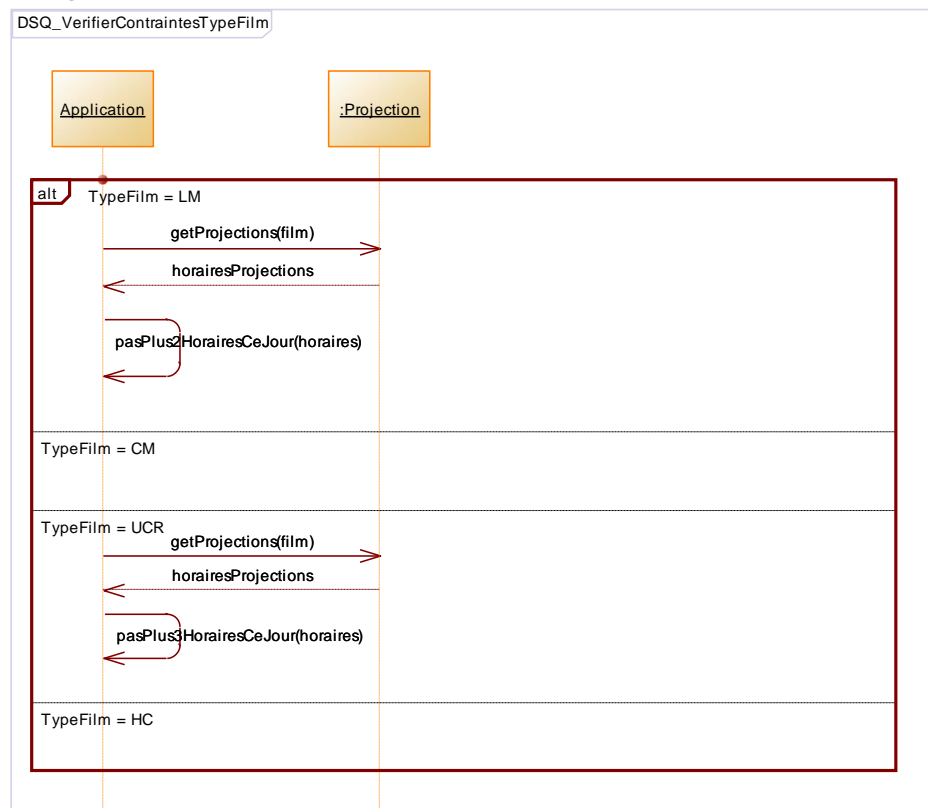 DSQ_VerifierContraintesTypeFilm
Application
:Projection
alt
TypeFilm = LM
getProjections(film)
horairesProjections
pasPlus2HorairesCeJour(horaires)
TypeFilm = CM
TypeFilm = UCR
getProjections(film)
horairesProjections
pasPlus3HorairesCeJour(horaires)
TypeFilm = HC